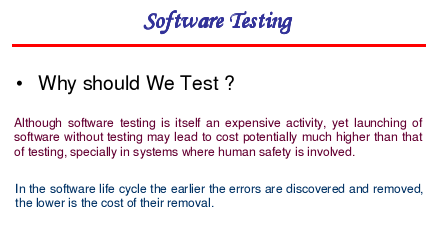 Software Testing
• Why should We Test ?
Although software testing is itself an expensive activity, yet launching of
software without testing may lead to cost potentially much higher than that
of testing, specially in systems where human safety is involved.
In the software life cycle the earlier the errors are discovered and removed,
the lower is the cost of their removal.